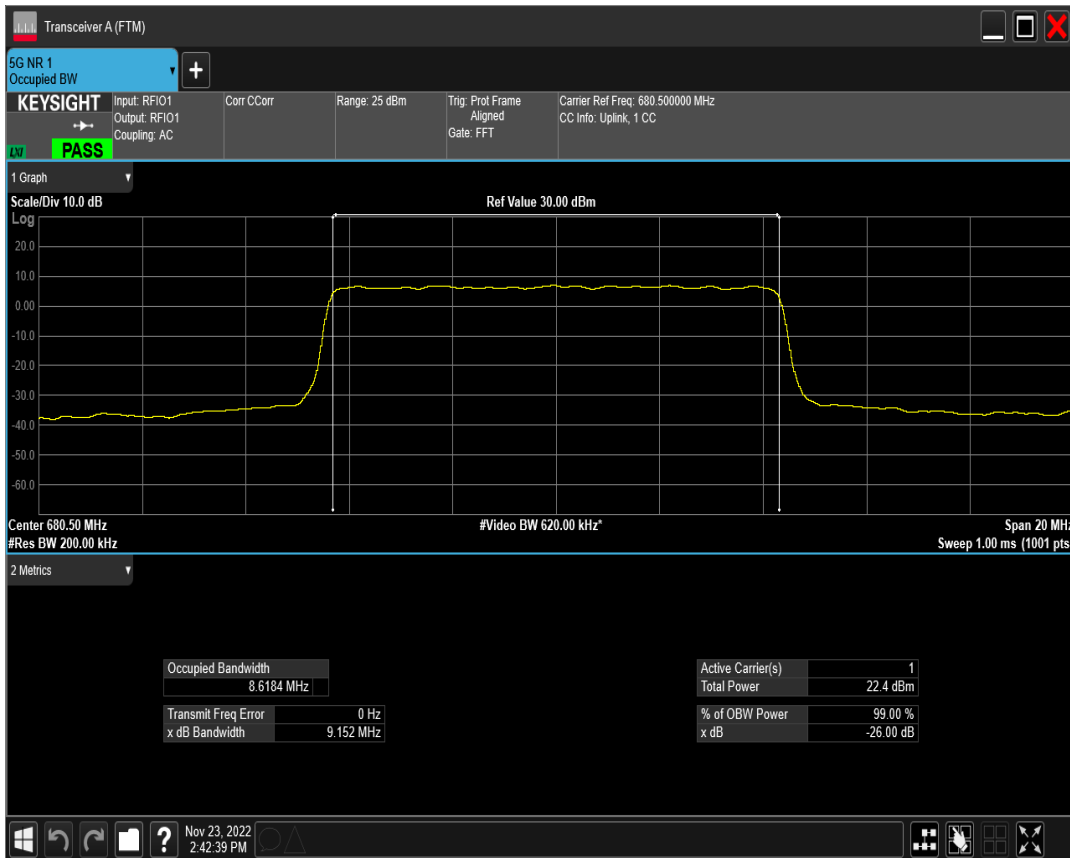 Transceiver A (FTM)
5G NR 1
Occupied BW
+
KEYSIGHT
LXI
PASS
Input: RFIO1
Output: RFIO1
Coupling: AC
Corr CCorr
Range: 25 dBm
Trig: Prot Frame
Aligned
Gate: FFT
Carrier Ref Freq: 680.500000 MHz
CC Info: Uplink, 1 CC
1 Graph
Scale/Div 10.0 dB
Ref Value 30.00 dBm
Log
20.0
10.0
0.00
-10.0
-20.0
-30.0
-40.0
-50.0
-60.0
Center 680.50 MHz
#Video BW 620.00 kHz*
Span 20 MHz
#Res BW 200.00 kHz
Sweep 1.00 ms (1001 pts
2 Metrics
Occupied Bandwidth
8.6184 MHz
Transmit Freq Error 0 Hz
x dB Bandwidth 9.152 MHz
Active Carrier(s) 1
Total Power 22.4 dBm
% of OBW Power 99.00 %
x dB -26.00 dB
?
Nov 23, 2022
2:42:39 PM